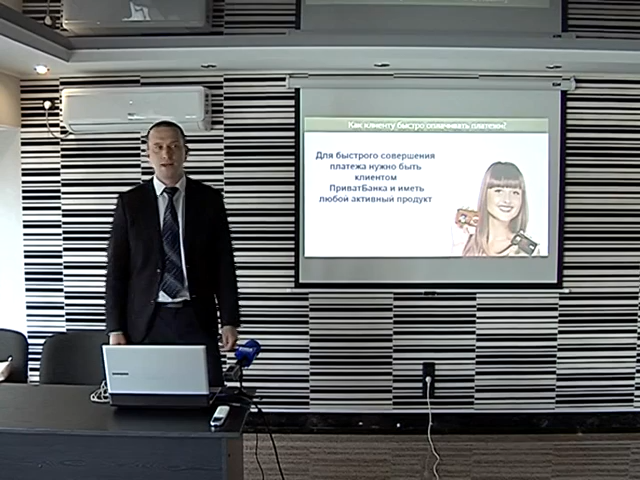 Как клиенту быстро оплачивать платежи?
Для быстрого совершения
платежа нужно быть
клиентом
ПриватБанка и иметь
любой активный продукт